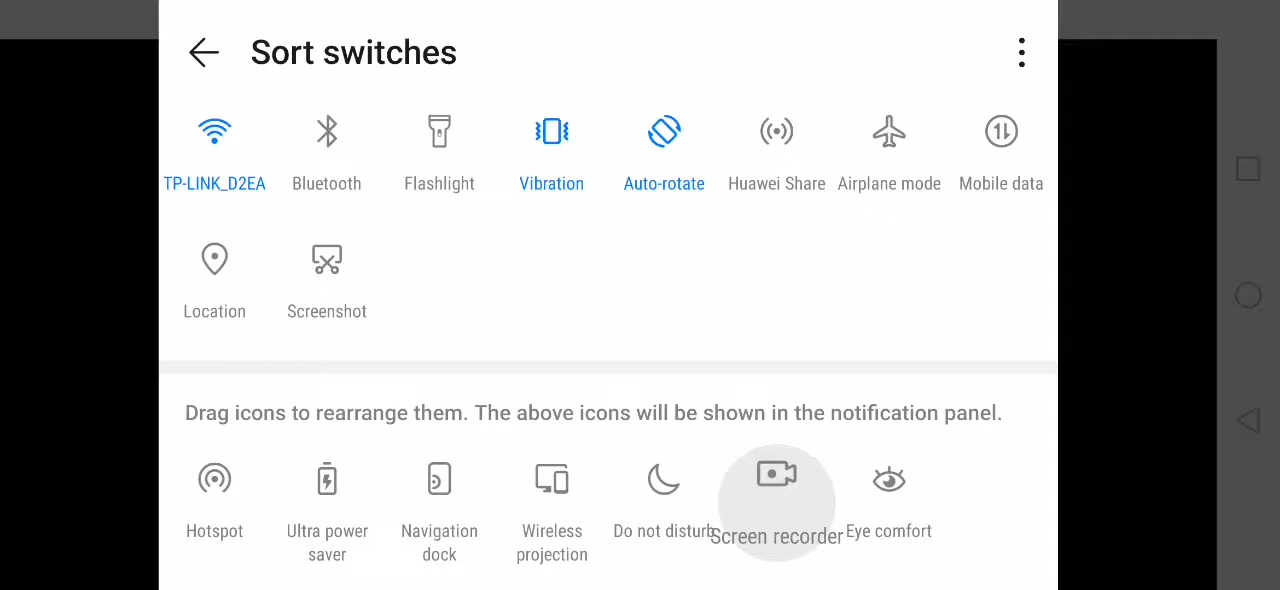 Sort switches
TP-LINK_D2EA Bluetooth Flashlight Vibration Auto-rotate Huawei Share Airplane mode Mobile data
Location Screenshot
Drag icons to rearrange them. The above icons will be shown in the notification panel.
Hotspot Ultra power saver Navigation dock Wireless projection Do not disturb Screen recorder Eye comfort